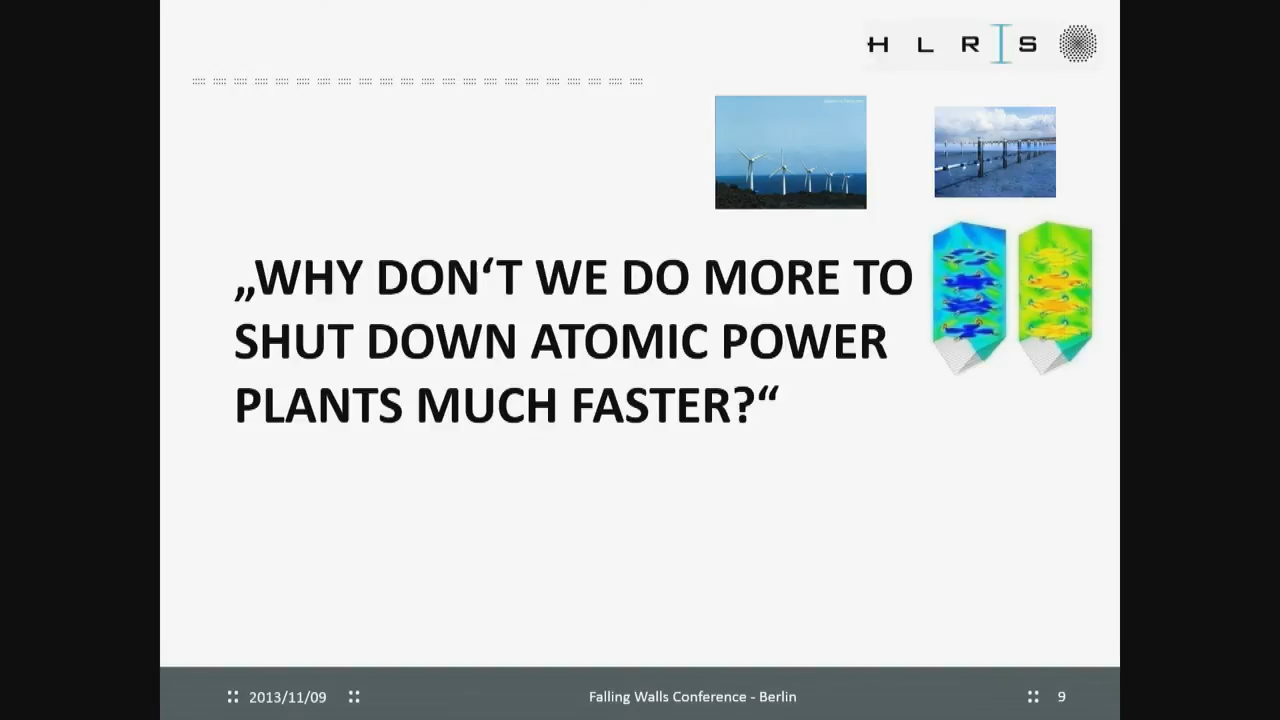 H L R I S
„WHY DON‘T WE DO MORE TO
SHUT DOWN ATOMIC POWER
PLANTS MUCH FASTER?“
2013/11/09
Falling Walls Conference - Berlin
9